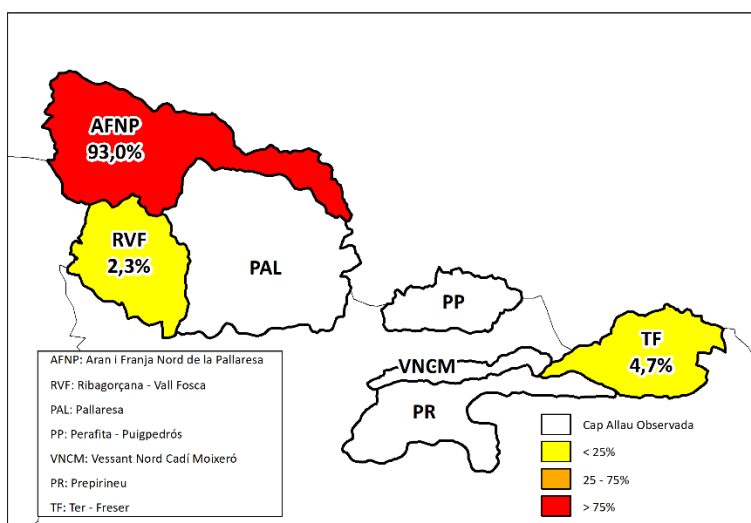 AFNP
93,0%
RVF
2,3%
PAL
PP
TF
4,7%
VNCM
PR
AFNP: Aran i Franja Nord de la Pallaresa
RVF: Ribagorçana - Vall Fosca
PAL: Pallaresa
PP: Perafita - Puigpedrós
VNCM: Vessant Nord Cadí Moixeró
PR: Prepirineu
TF: Ter - Freser
Cap Allau Observada
< 25%
25 - 75%
> 75%